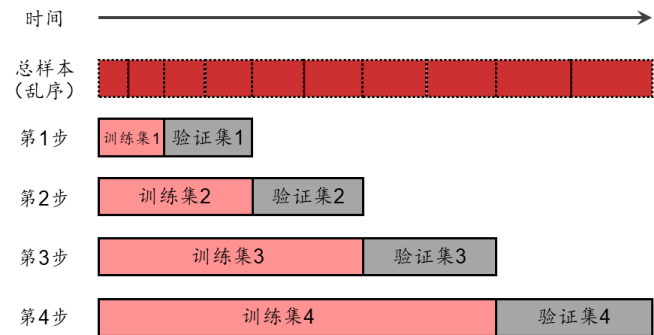 时间
总样本
（乱序）
第1步
训练集1
验证集1
第2步
训练集2
验证集2
第3步
训练集3
验证集3
第4步
训练集4
验证集4